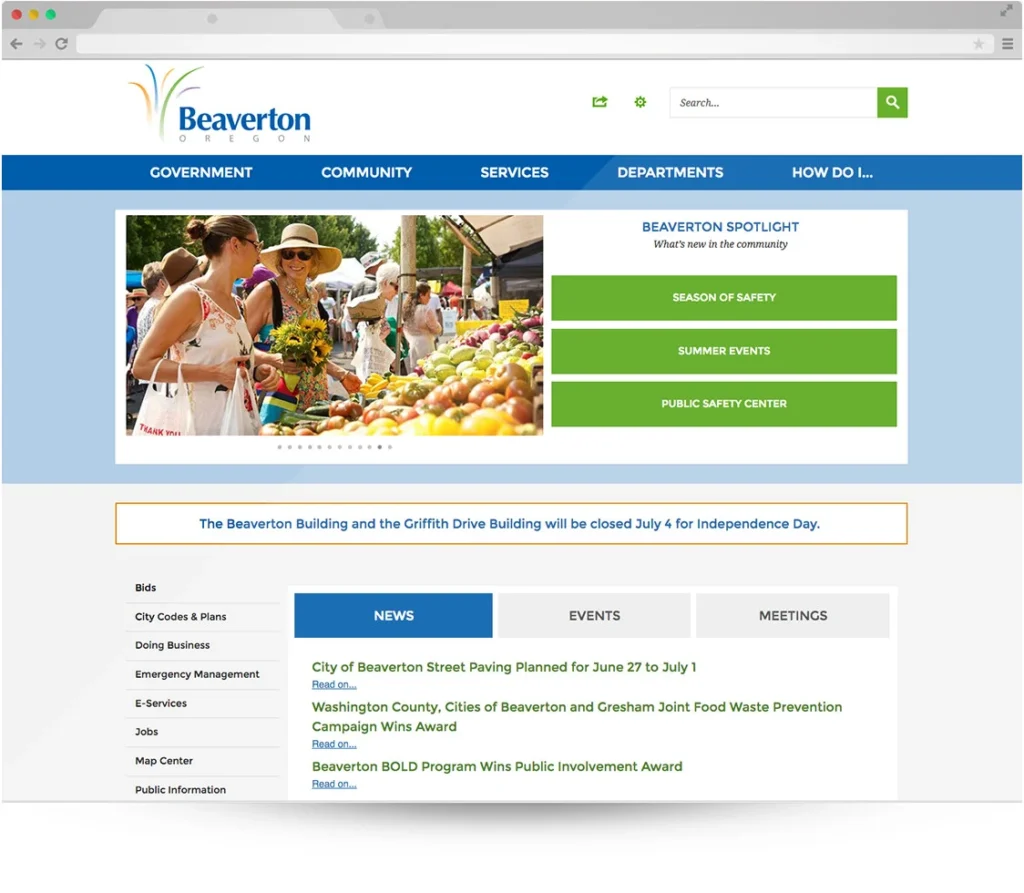 Beaverton
OREGON
Search...
GOVERNMENT COMMUNITY SERVICES DEPARTMENTS HOW DO I...
BEAVERTON SPOTLIGHT
What's new in the community
SEASON OF SAFETY
SUMMER EVENTS
PUBLIC SAFETY CENTER
THANK YOU
The Beaverton Building and the Griffith Drive Building will be closed July 4 for Independence Day.
Bids
City Codes & Plans
Doing Business
Emergency Management
E-Services
Jobs
Map Center
Public Information
NEWS EVENTS MEETINGS
City of Beaverton Street Paving Planned for June 27 to July 1
Read on...
Washington County, Cities of Beaverton and Gresham Joint Food Waste Prevention
Campaign Wins Award
Read on...
Beaverton BOLD Program Wins Public Involvement Award
Read on...